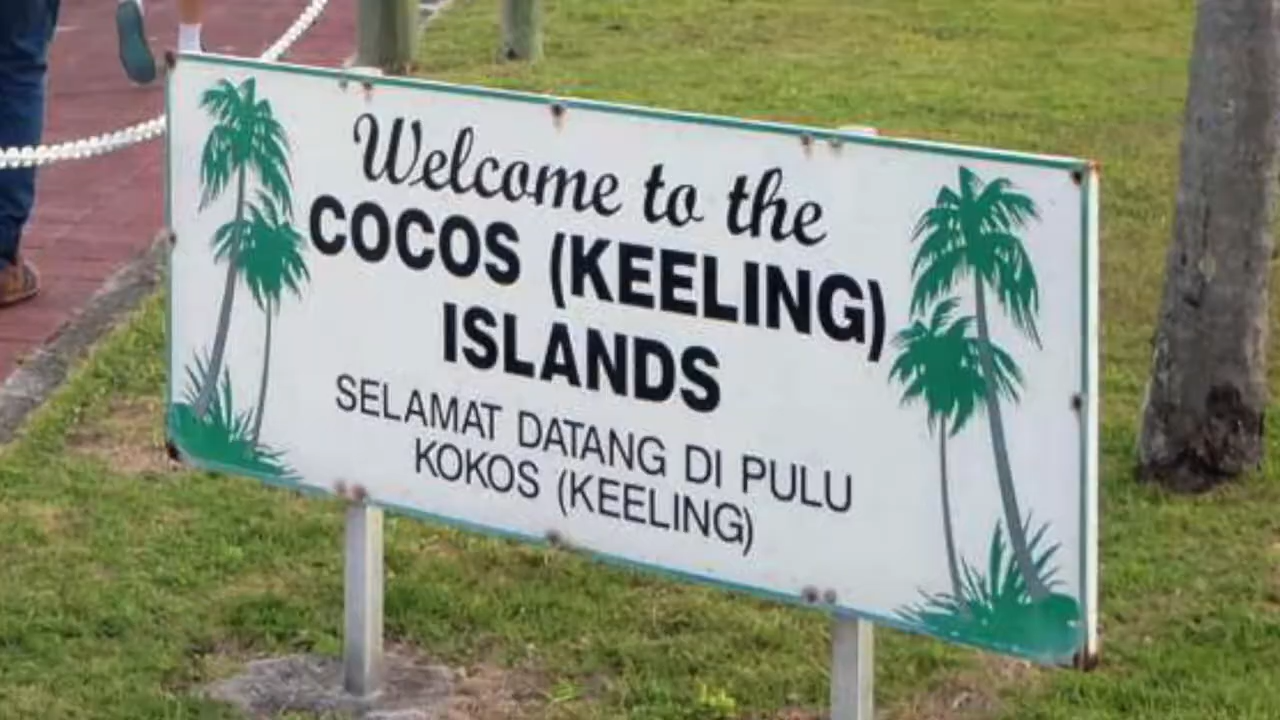 Welcome to the
COCOS (KEELING)
ISLANDS
SELAMAT DATANG DI PULU
KOKOS (KEELING)